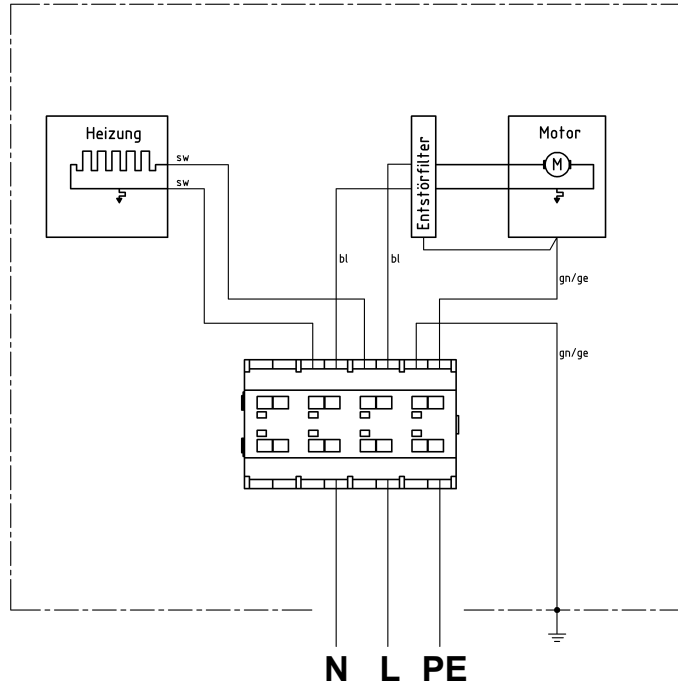 Heizung
Motor
Entstörfilter
M
sw
sw
bl
bl
gn/ge
gn/ge
N L PE